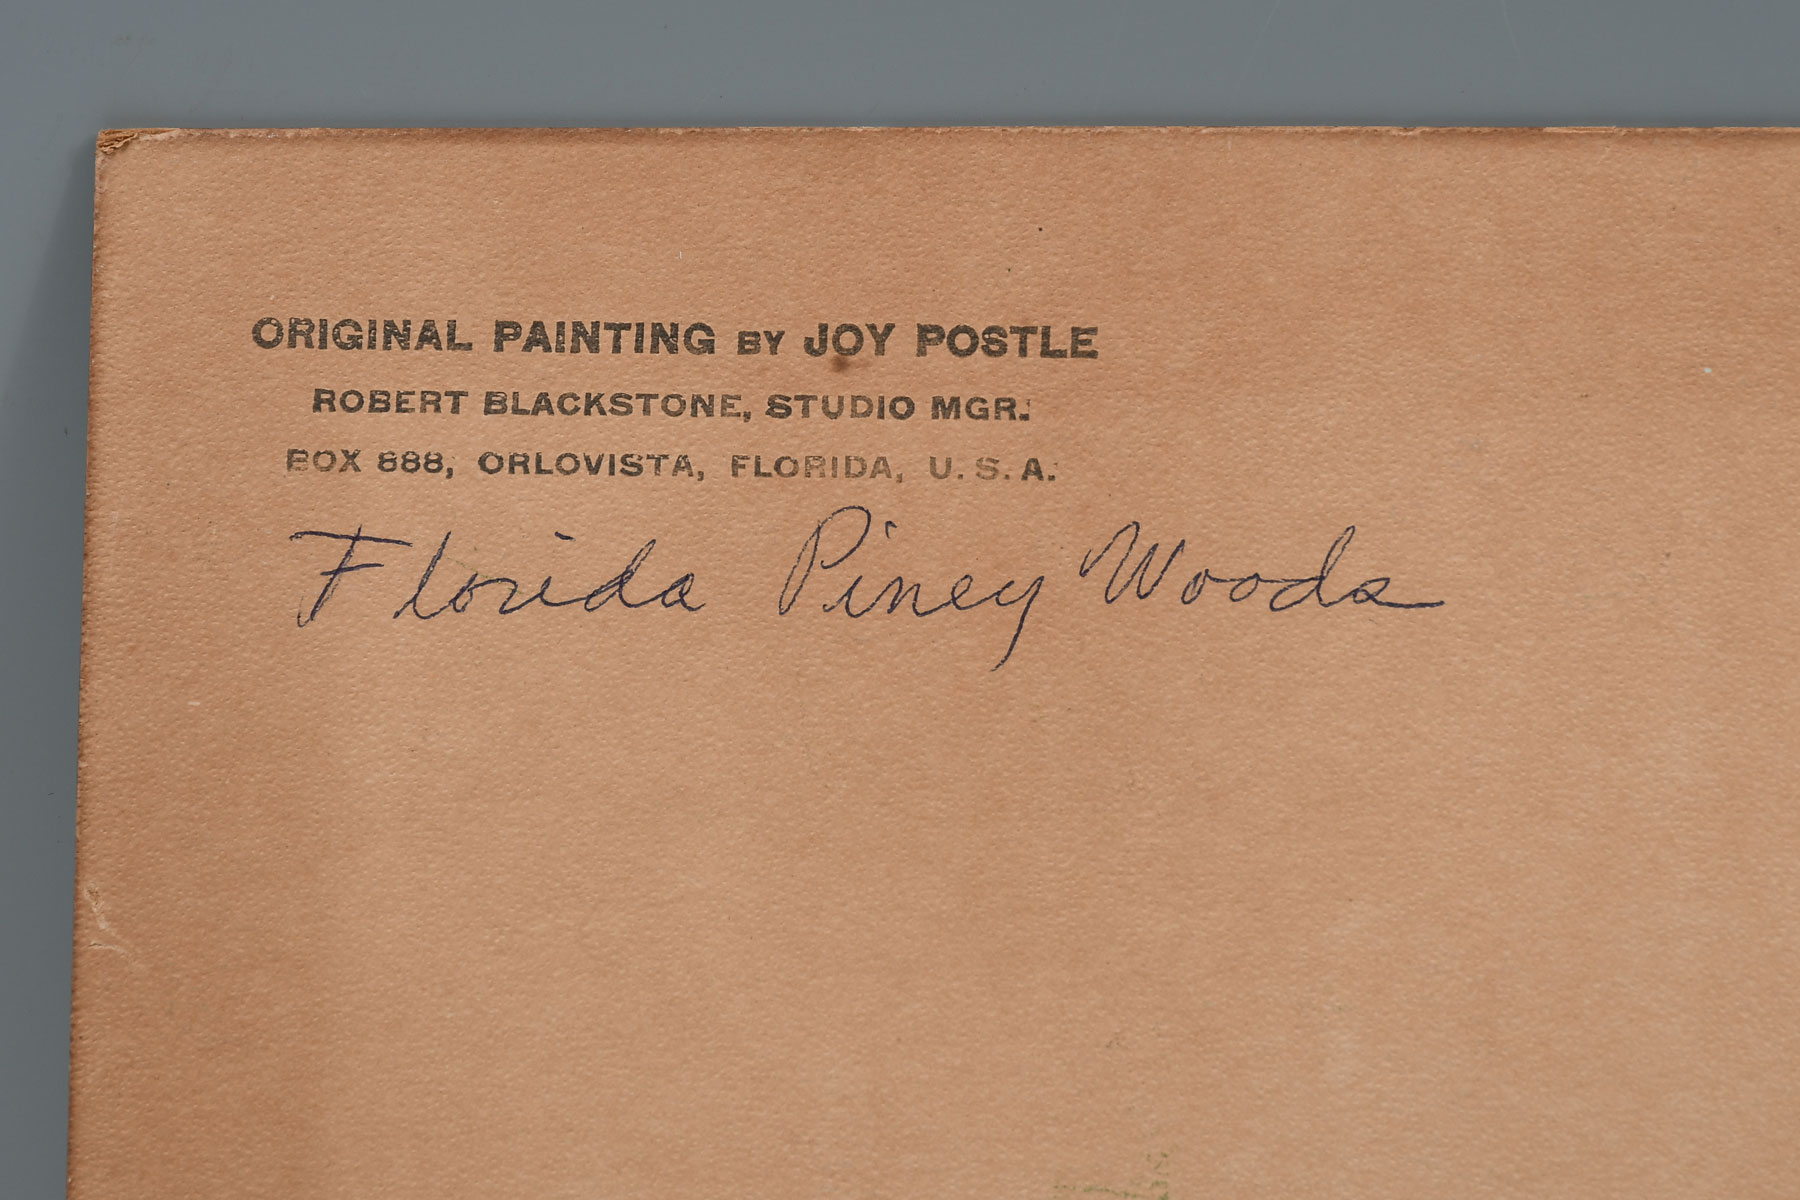 ORIGINAL PAINTING BY JOY POSTLE
ROBERT BLACKSTONE, STUDIO MGR.
BOX 888, ORLOVISTA, FLORIDA, U. S. A.
Florida Piney Woods